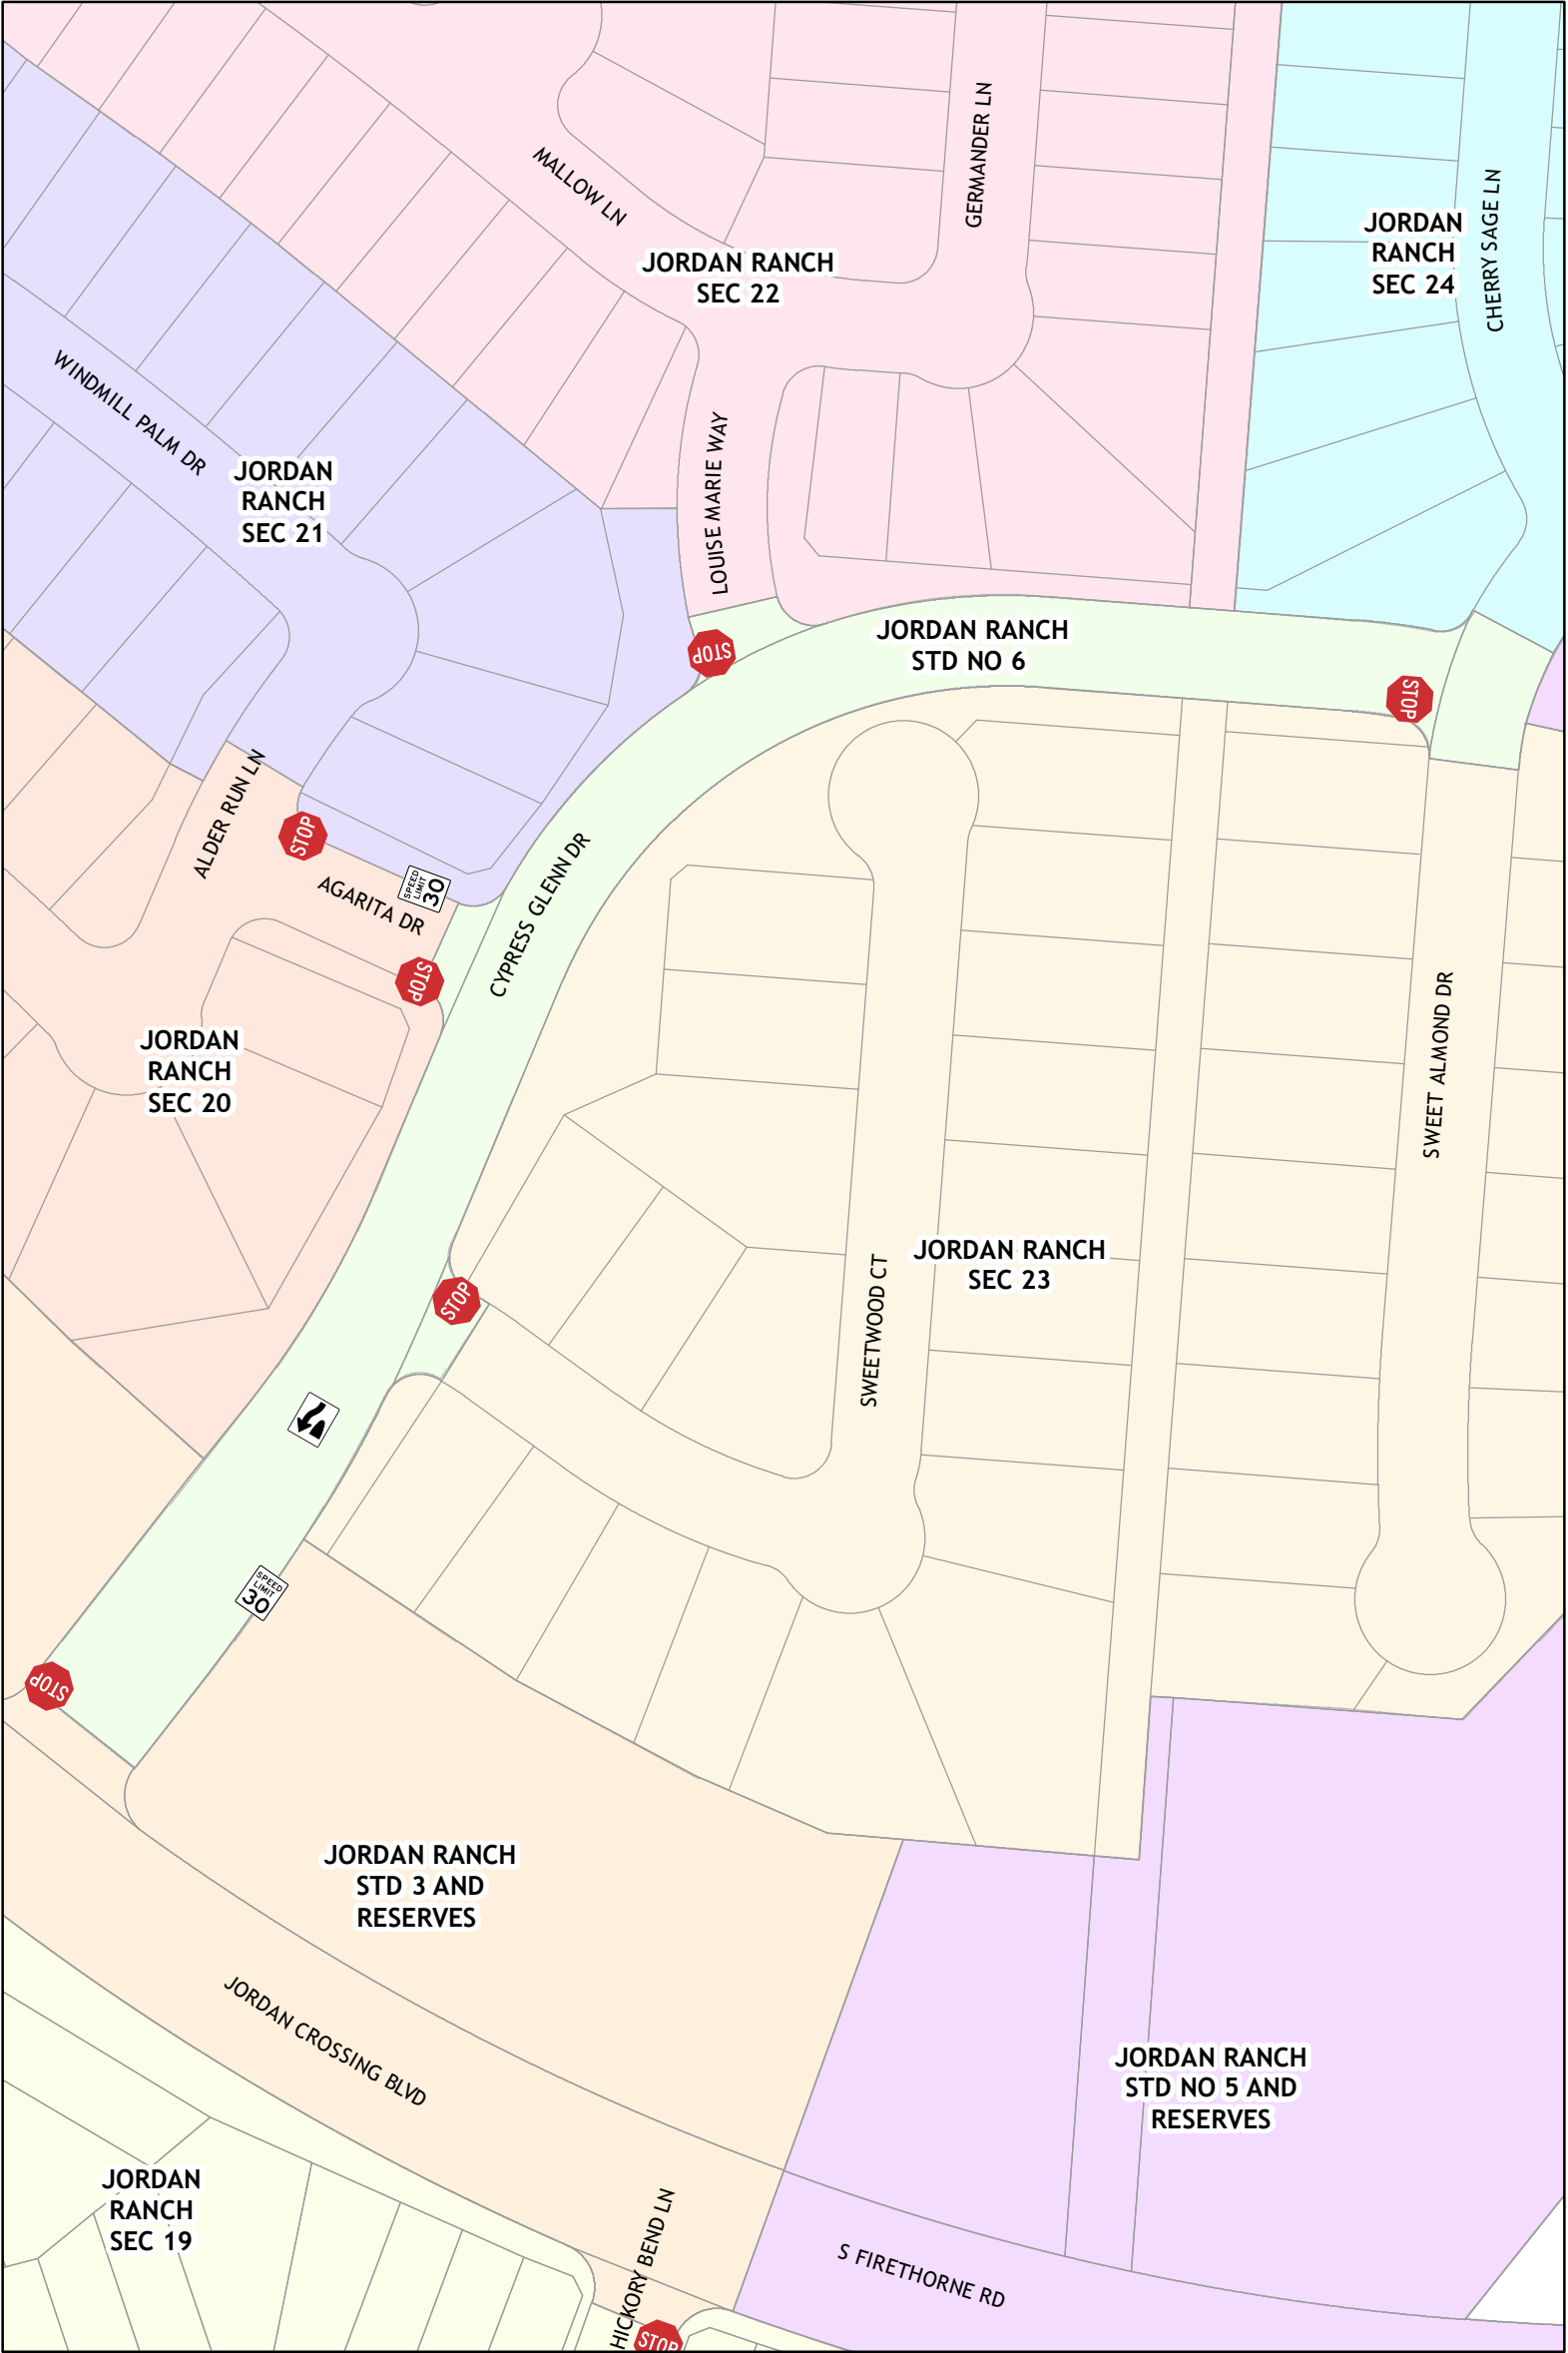 GERMANDER LN
MALLOW LN
CHERRY SAGE LN
JORDAN
RANCH
SEC 24
JORDAN RANCH
SEC 22
WINDMILL PALM DR
JORDAN
RANCH
SEC 21
LOUISE MARIE WAY
STOP
JORDAN RANCH
STD NO 6
STOP
ALDER RUN LN
STOP
AGARITA DR
SPEED
LIMIT
30
CYPRESS GLENN DR
STOP
JORDAN
RANCH
SEC 20
SWEET ALMOND DR
STOP
SWEETWOOD CT
JORDAN RANCH
SEC 23
SPEED
LIMIT
30
STOP
JORDAN RANCH
STD 3 AND
RESERVES
JORDAN CROSSING BLVD
JORDAN RANCH
STD NO 5 AND
RESERVES
JORDAN
RANCH
SEC 19
HICKORY BEND LN
S FIRETHORNE RD
STOP